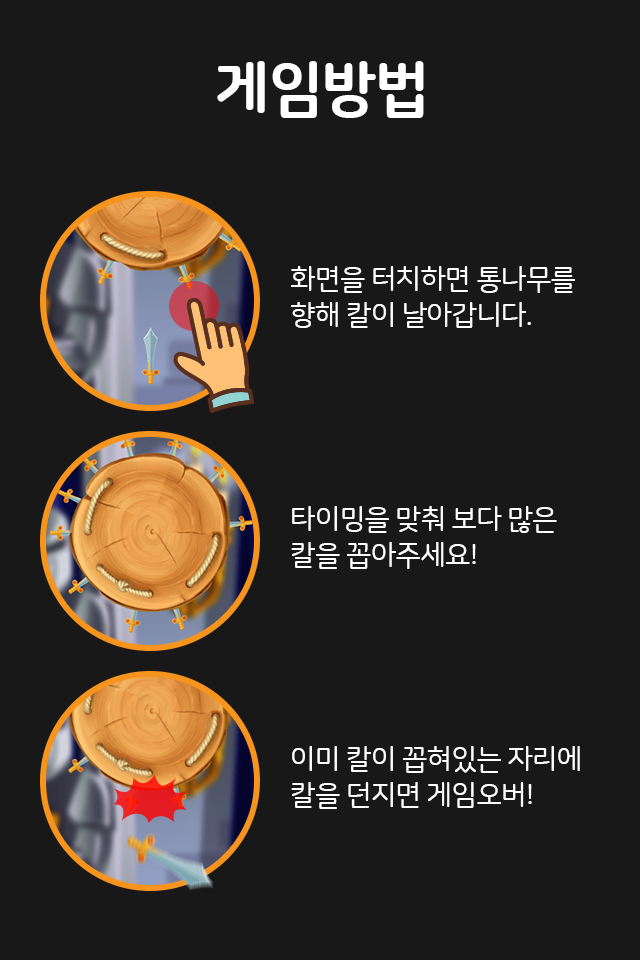 게임방법
화면을 터치하면 통나무를
향해 칼이 날아갑니다.
타이밍을 맞춰 보다 많은
칼을 꼽아주세요!
이미 칼이 꼽혀있는 자리에
칼을 던지면 게임오버!